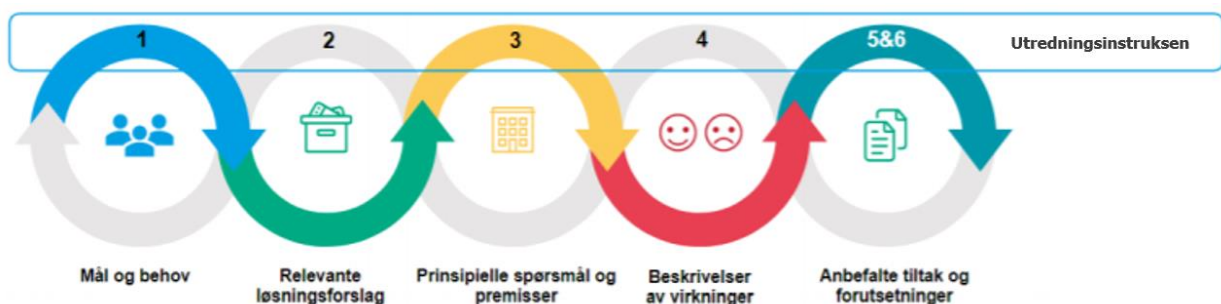 1
2
3
4
5&6
Utredningsinstruksen
Mål og behov
Relevante
løsningsforslag
Prinsipielle spørsmål og
premisser
Beskrivelser
av virkninger
Anbefalte tiltak og
forutsetninger